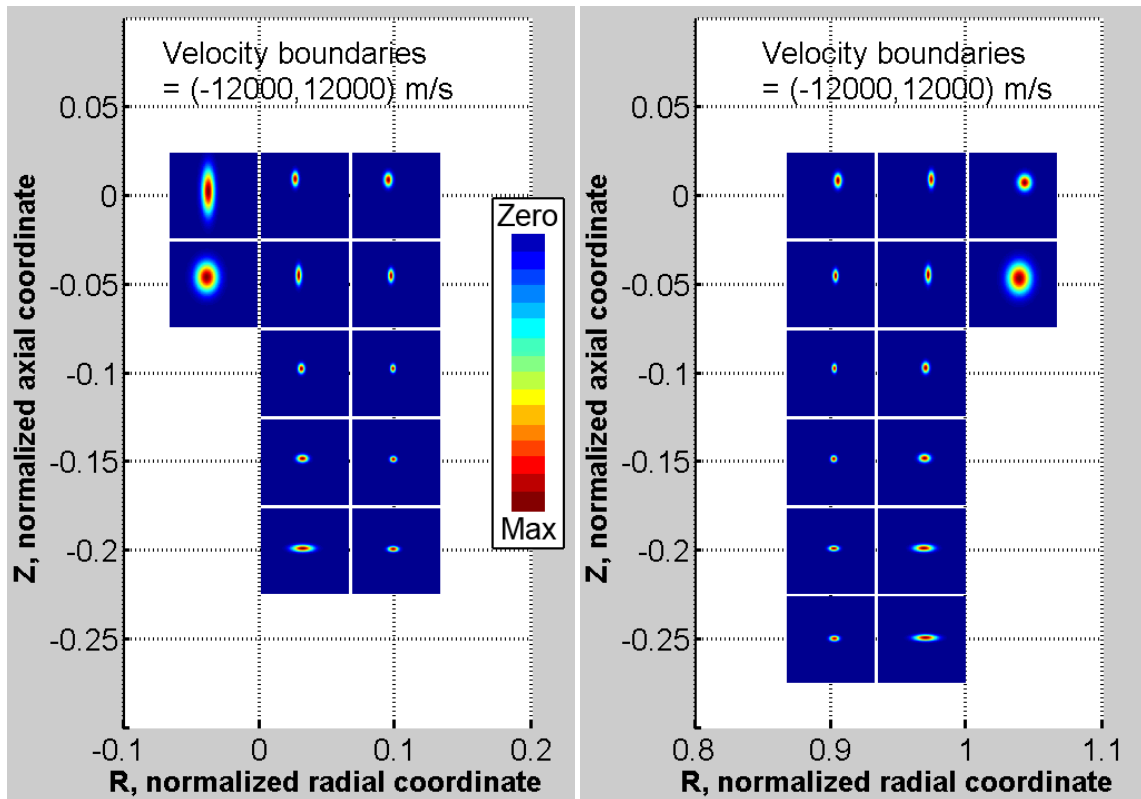 Velocity boundaries
= (-12000,12000) m/s
0.05
0
-0.05
-0.1
-0.15
-0.2
-0.25
-0.1
0
0.1
0.2
Z, normalized axial coordinate
R, normalized radial coordinate
Zero
Max
Velocity boundaries
= (-12000,12000) m/s
0.05
0
-0.05
-0.1
-0.15
-0.2
-0.25
0.8
0.9
1
1.1
Z, normalized axial coordinate
R, normalized radial coordinate